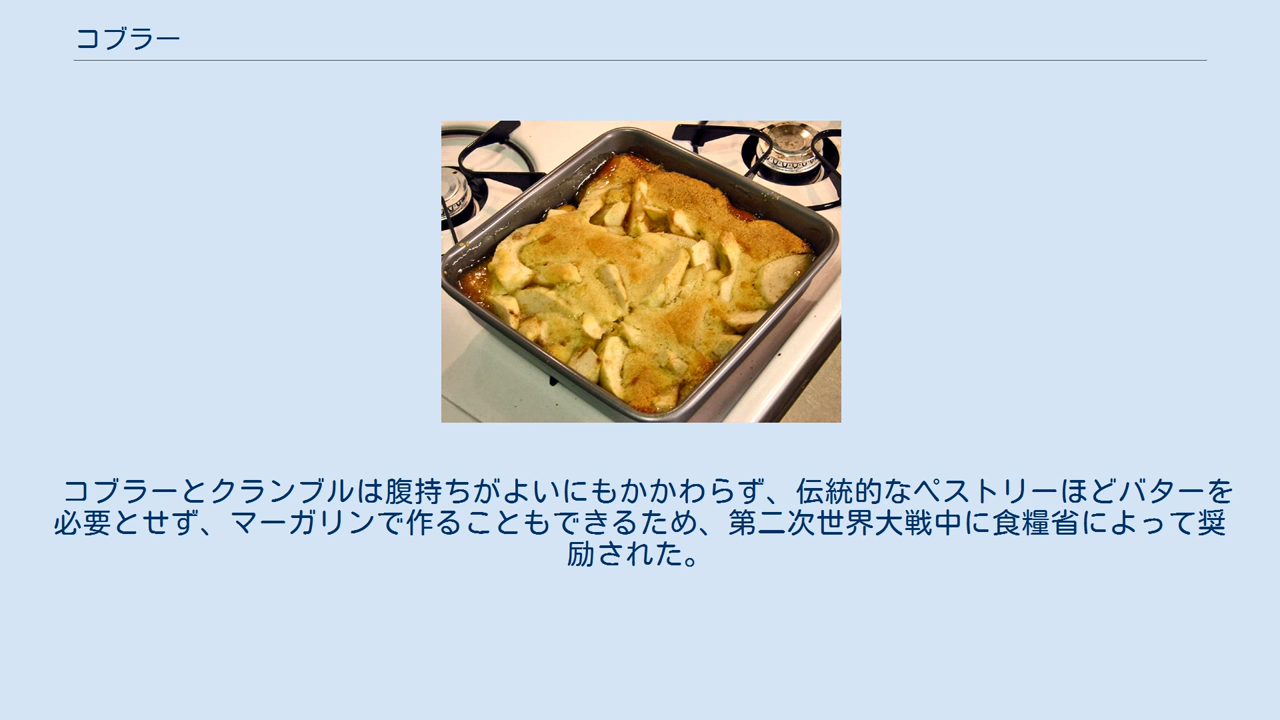 コブラー
コブラーとクランブルは腹持ちがよいにもかかわらず、伝統的なペストリーほどバターを
必要とせず、マーガリンで作ることもできるため、第二次世界大戦中に食糧省によって奨
励された。